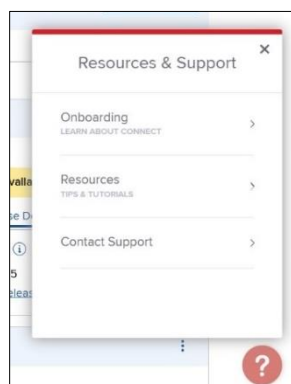 Resources & Support
×
Onboarding
LEARN ABOUT CONNECT
Resources
TIPS & TUTORIALS
Contact Support
5
?